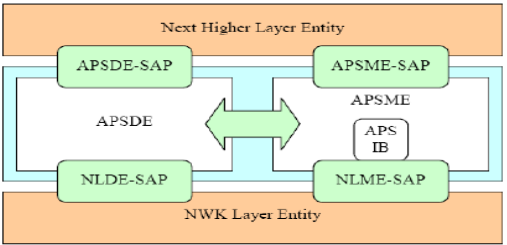 Next Higher Layer Entity
APSDE-SAP
APSME-SAP
APSDE
APSME
APS
IB
NLDE-SAP
NLME-SAP
NWK Layer Entity